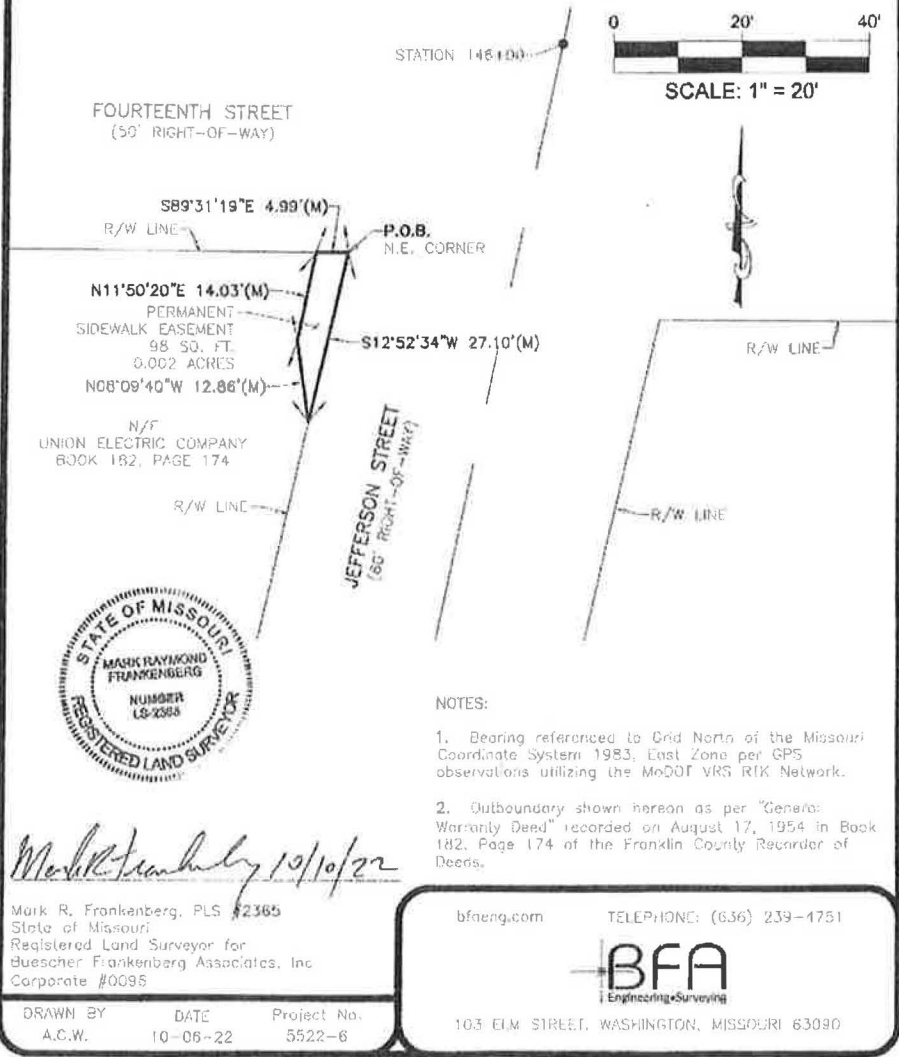 0 20' 40'
SCALE: 1" = 20'
STATION 146+00
FOURTEENTH STREET
(50' RIGHT-OF-WAY)
S89°31'19"E 4.99'(M)
R/W LINE
P.O.B.
N.E. CORNER
N11°50'20"E 14.03'(M)
PERMANENT
SIDEWALK EASEMENT
98 SQ. FT.
0.002 ACRES
S12°52'34"W 27.10'(M)
R/W LINE
N08°09'40"W 12.86'(M)
N/F
UNION ELECTRIC COMPANY
BOOK 182, PAGE 174
JEFFERSON STREET
(60' RIGHT-OF-WAY)
R/W LINE
R/W LINE
STATE OF MISSOURI
MARK RAYMOND
FRANKENBERG
NUMBER
LS-2365
REGISTERED LAND SURVEYOR
NOTES:
1. Bearing referenced to Grid North of the Missouri
Coordinate System 1983, East Zone per GPS
observations utilizing the MoDOT VRS RTK Network.
2. Outboundary shown hereon as per "General
Warranty Deed" recorded on August 17, 1954 in Book
182, Page 174 of the Franklin County Recorder of
Deeds.
Mark R Frankenberg 10/10/22
Mark R. Frankenberg, PLS #2365
State of Missouri
Registered Land Surveyor for
Buescher Frankenberg Associates, Inc
Corporate #0095
DRAWN BY DATE Project No.
A.C.W. 10-06-22 5522-6
bfaeng.com TELEPHONE: (636) 239-4751
BFA
Engineering•Surveying
103 ELM STREET, WASHINGTON, MISSOURI 63090